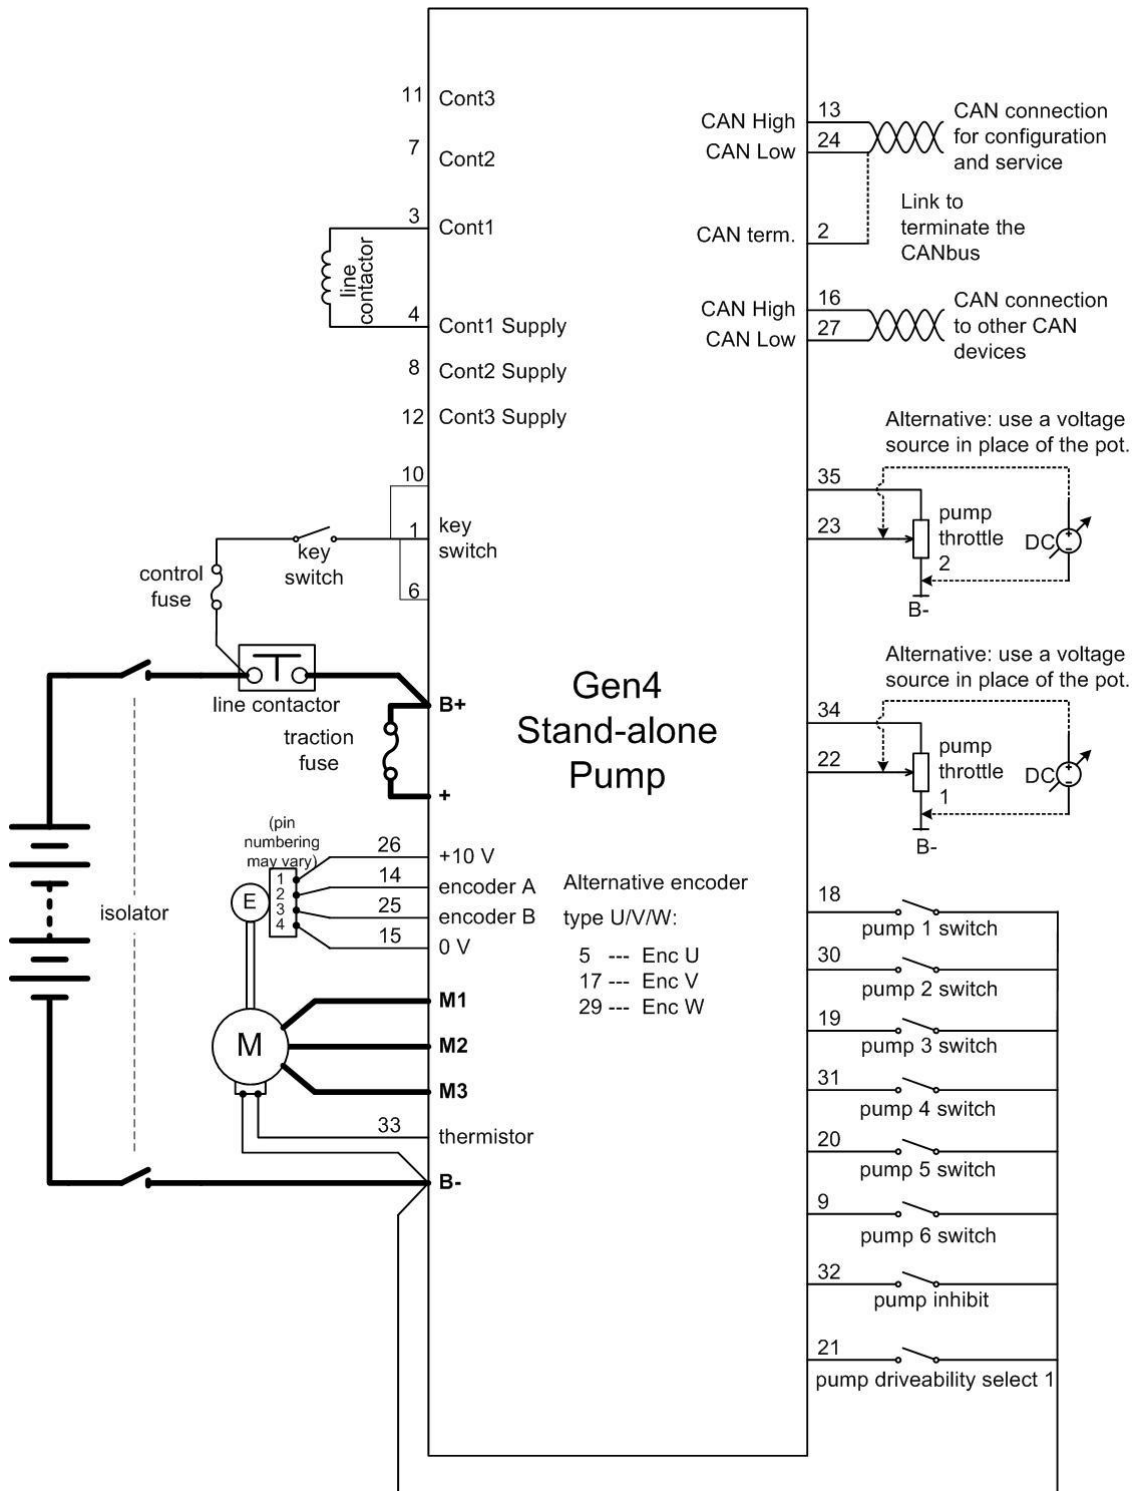 11 Cont3
7 Cont2
3 Cont1
line
contactor
4 Cont1 Supply
8 Cont2 Supply
12 Cont3 Supply
10
1 key
switch
6
key
switch
control
fuse
line contactor
B+
traction
fuse
+
(pin
numbering
may vary)
26 +10 V
14 encoder A
25 encoder B
15 0 V
1
2
3
4
E
isolator
M
M1
M2
M3
33 thermistor
B-
Gen4
Stand-alone
Pump
Alternative encoder
type U/V/W:
5 --- Enc U
17 --- Enc V
29 --- Enc W
CAN High 13
CAN Low 24
CAN connection
for configuration
and service
CAN term. 2
Link to
terminate the
CANbus
CAN High 16
CAN Low 27
CAN connection
to other CAN
devices
Alternative: use a voltage
source in place of the pot.
35
23
pump
throttle
2
DC
+
-
B-
Alternative: use a voltage
source in place of the pot.
34
22
pump
throttle
1
DC
+
-
B-
18
pump 1 switch
30
pump 2 switch
19
pump 3 switch
31
pump 4 switch
20
pump 5 switch
9
pump 6 switch
32
pump inhibit
21
pump driveability select 1